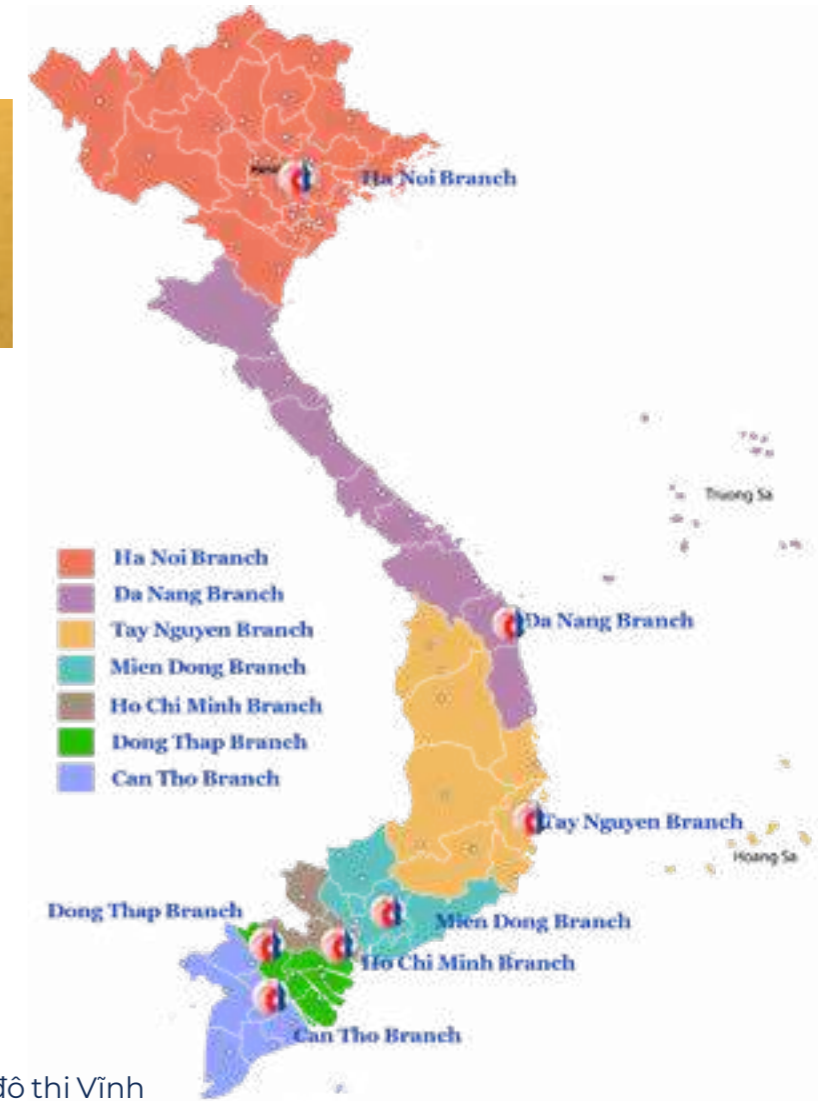 Ha Noi Branch
Truong Sa
Ha Noi Branch
Da Nang Branch
Tay Nguyen Branch
Mien Dong Branch
Ho Chi Minh Branch
Dong Thap Branch
Can Tho Branch
Da Nang Branch
Tay Nguyen Branch
Hoang Sa
Dong Thap Branch
Mien Dong Branch
Ho Chi Minh Branch
Can Tho Branch
đô thi Vĩnh